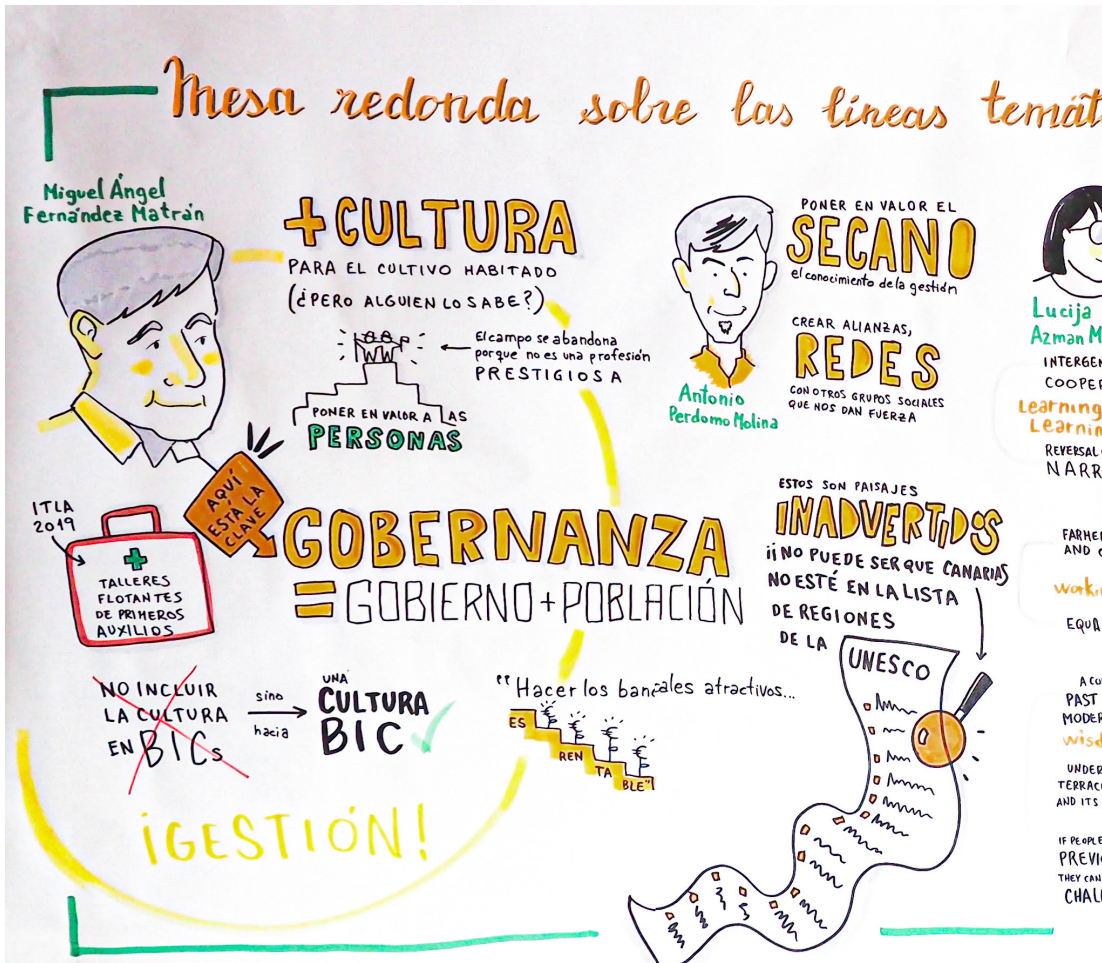 Mesa redonda sobre las líneas temát
Miguel Ángel
Fernández Matrán
+CULTURA
PARA EL CULTIVO HABITADO
(¿PERO ALGUIEN LO SABE?)
El campo se abandona
porque no es una profesión
PRESTIGIOSA
PONER EN VALOR A LAS
PERSONAS
AQUÍ
ESTÁ LA
CLAVE
GOBERNANZA
=GOBIERNO+POBLACIÓN
ITLA
2019
TALLERES
FLOTANTES
DE PRIMEROS
AUXILIOS
NO INCLUIR
LA CULTURA
EN BICs
sino
hacia
UNA
CULTURA
BIC
¡GESTIÓN!
"Hacer los bancales atractivos...
ES
REN
TA
BLE"
Antonio
Perdomo Molina
PONER EN VALOR EL
SECANO
el conocimiento de la gestión
CREAR ALIANZAS,
REDES
CON OTROS GRUPOS SOCIALES
QUE NOS DAN FUERZA
ESTOS SON PAISAJES
INADVERTIDOS
¡¡NO PUEDE SER QUE CANARIAS
NO ESTÉ EN LA LISTA
DE REGIONES
DE LA
UNESCO
Lucija
Azman M
INTERGEN
COOPER
Learning
Learnin
REVERSAL
NARR
FARMER
AND
workin
EQUA
A CO
PAST
MODER
wisd
UNDER
TERRAC
AND ITS
IF PEOPLE
PREVI
THEY CAN
CHAL